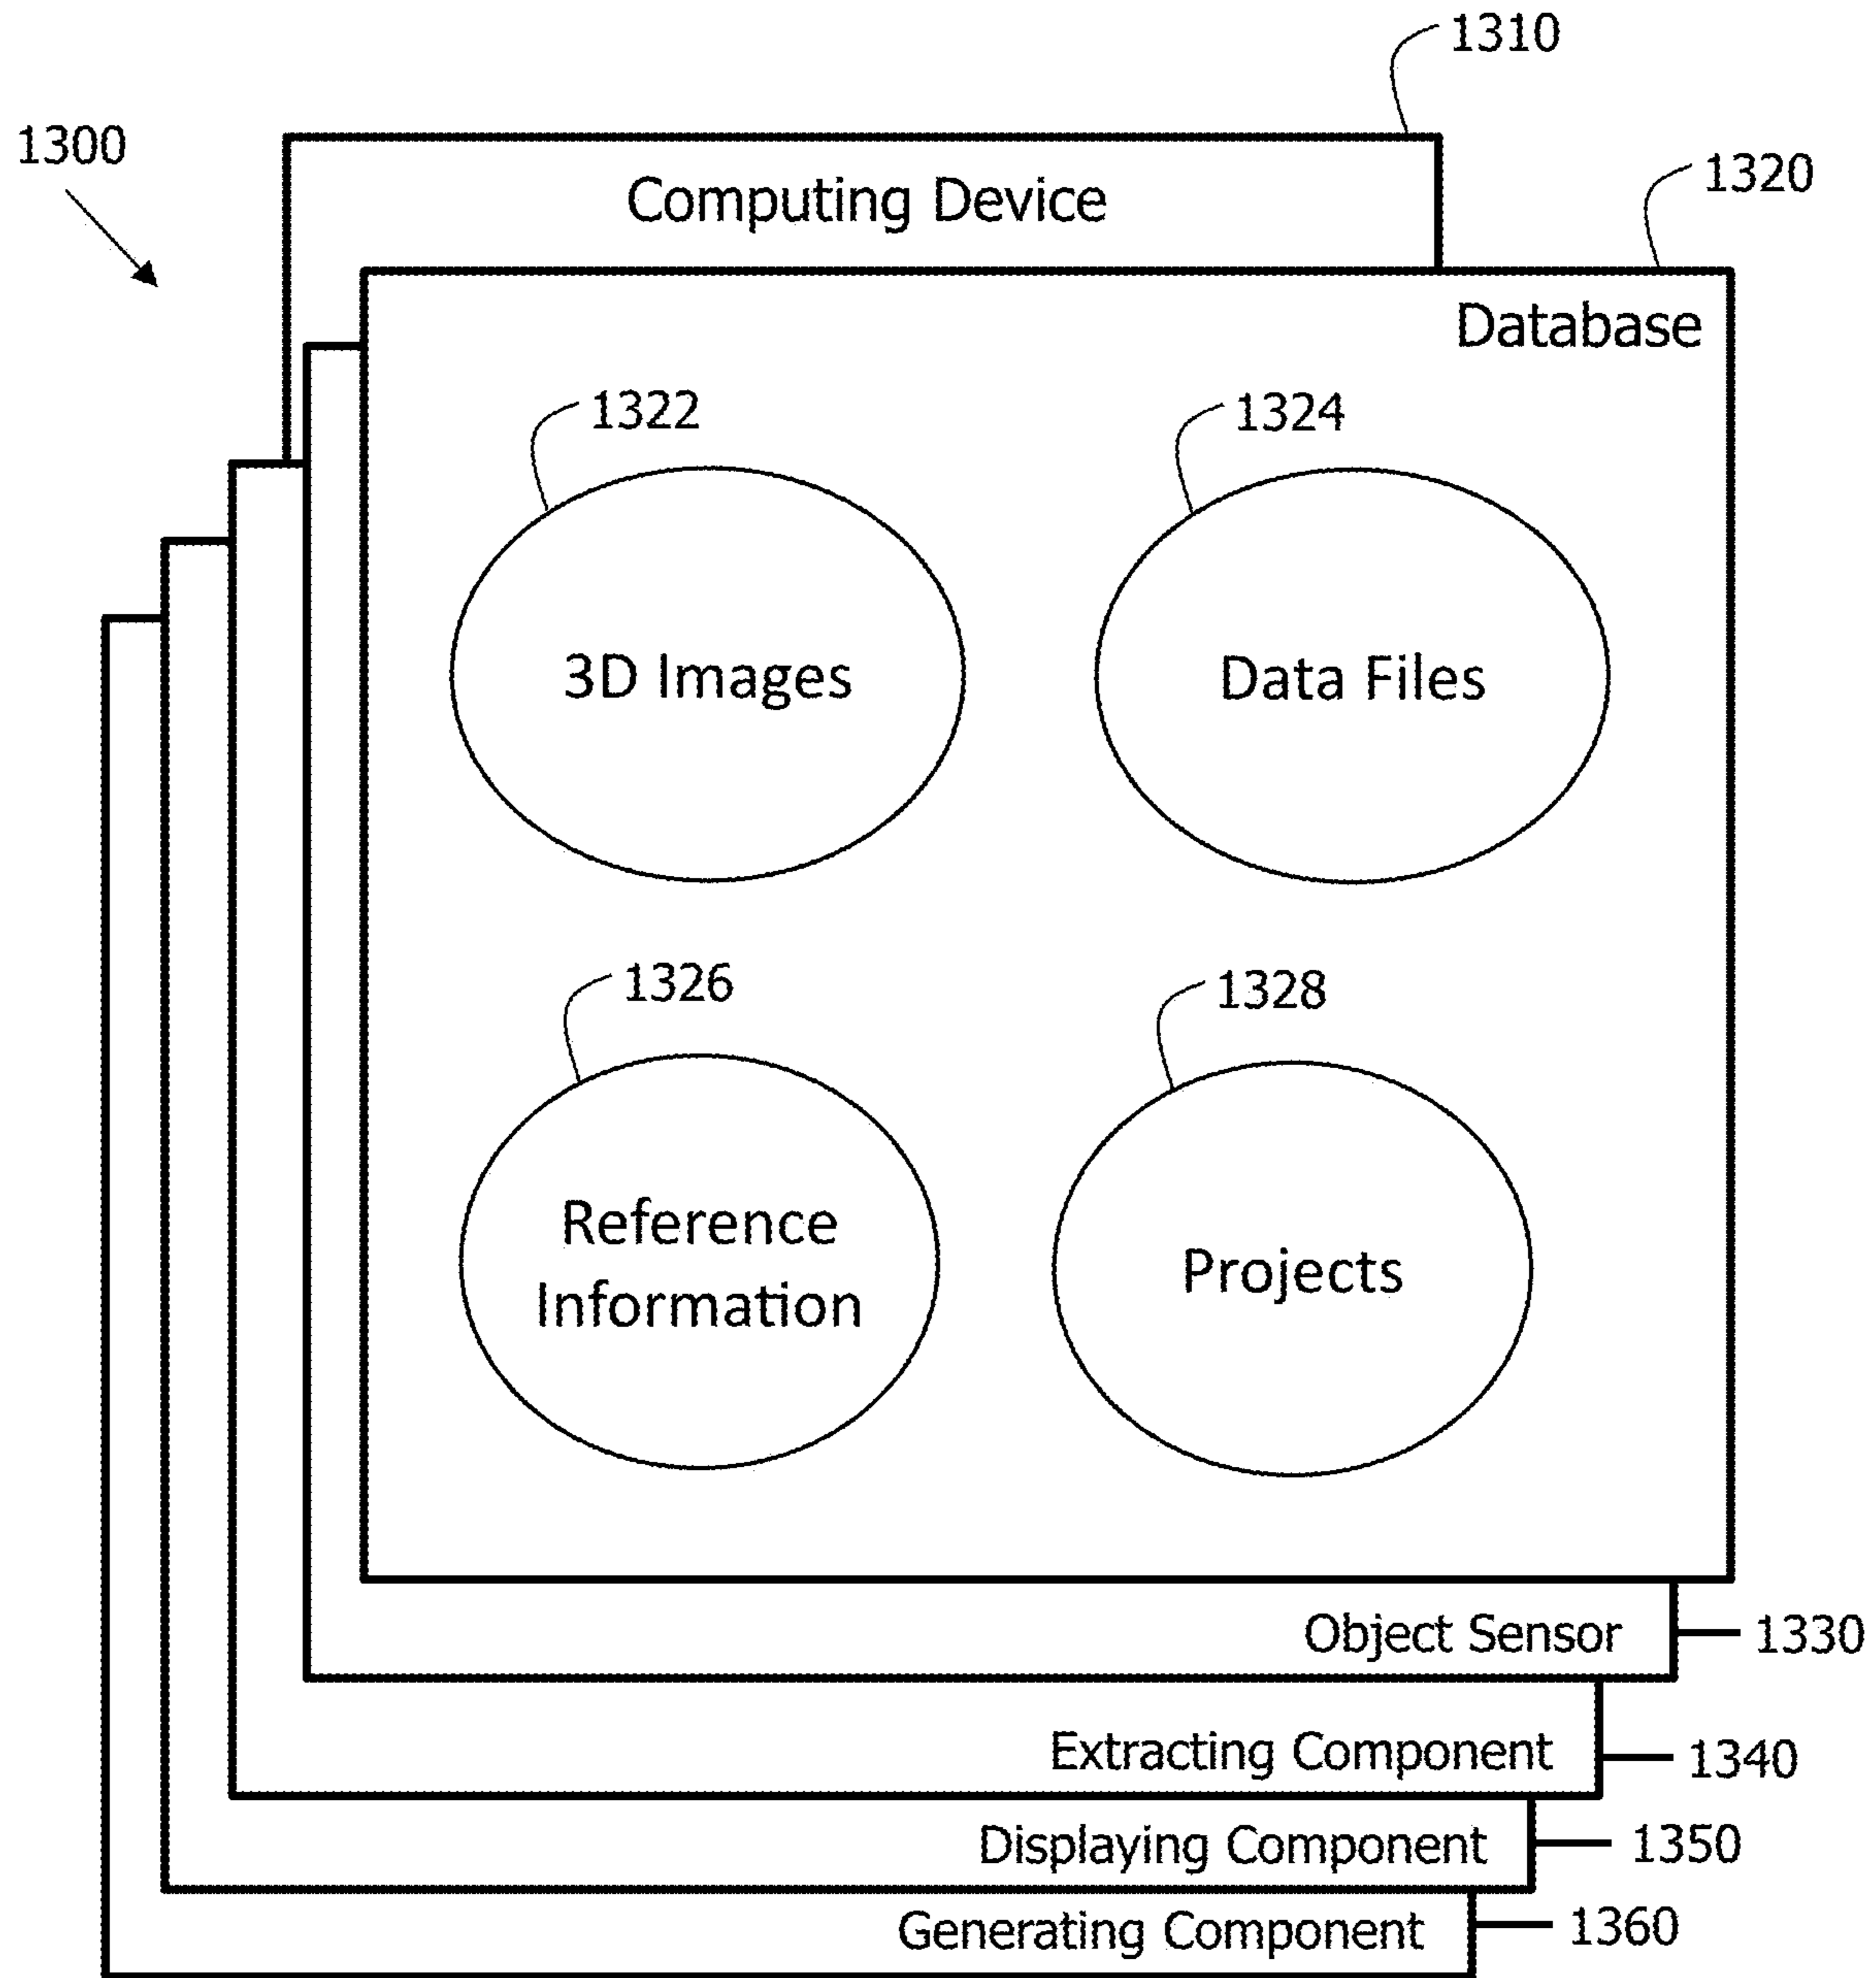 1310
1300
Computing Device
1320
Database
1322
1324
3D Images
Data Files
1326
1328
Reference
Information
Projects
Object Sensor
1330
Extracting Component
1340
Displaying Component
1350
Generating Component
1360